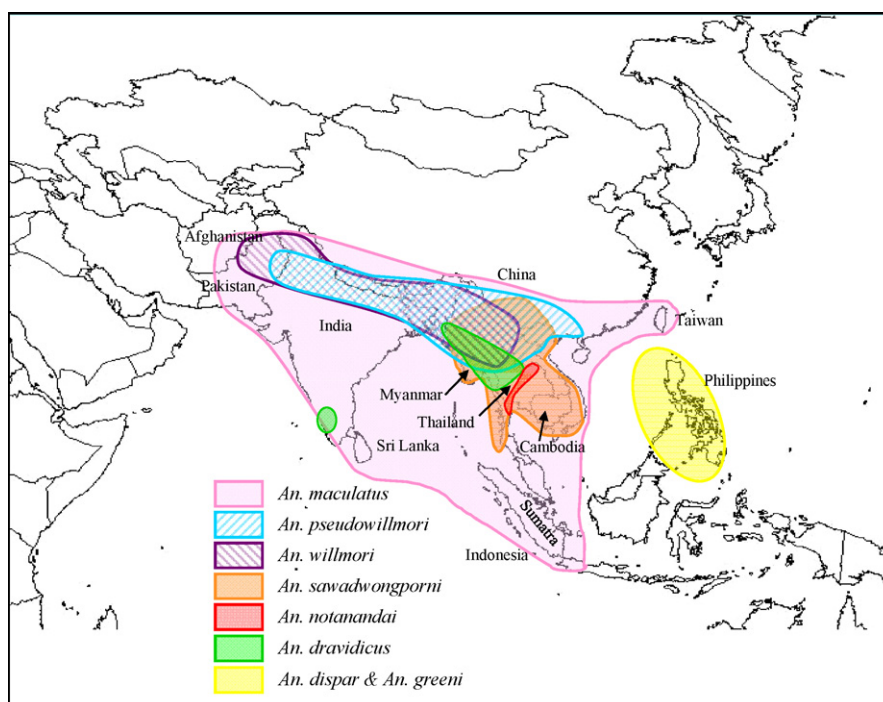 Afghanistan
China
Pakistan
India
Taiwan
Myanmar
Philippines
Thailand
Sri Lanka
Cambodia
Sumatra
Indonesia
An. maculatus
An. pseudowillmori
An. willmori
An. sawadwongporni
An. notanandai
An. dravidicus
An. dispar & An. greeni